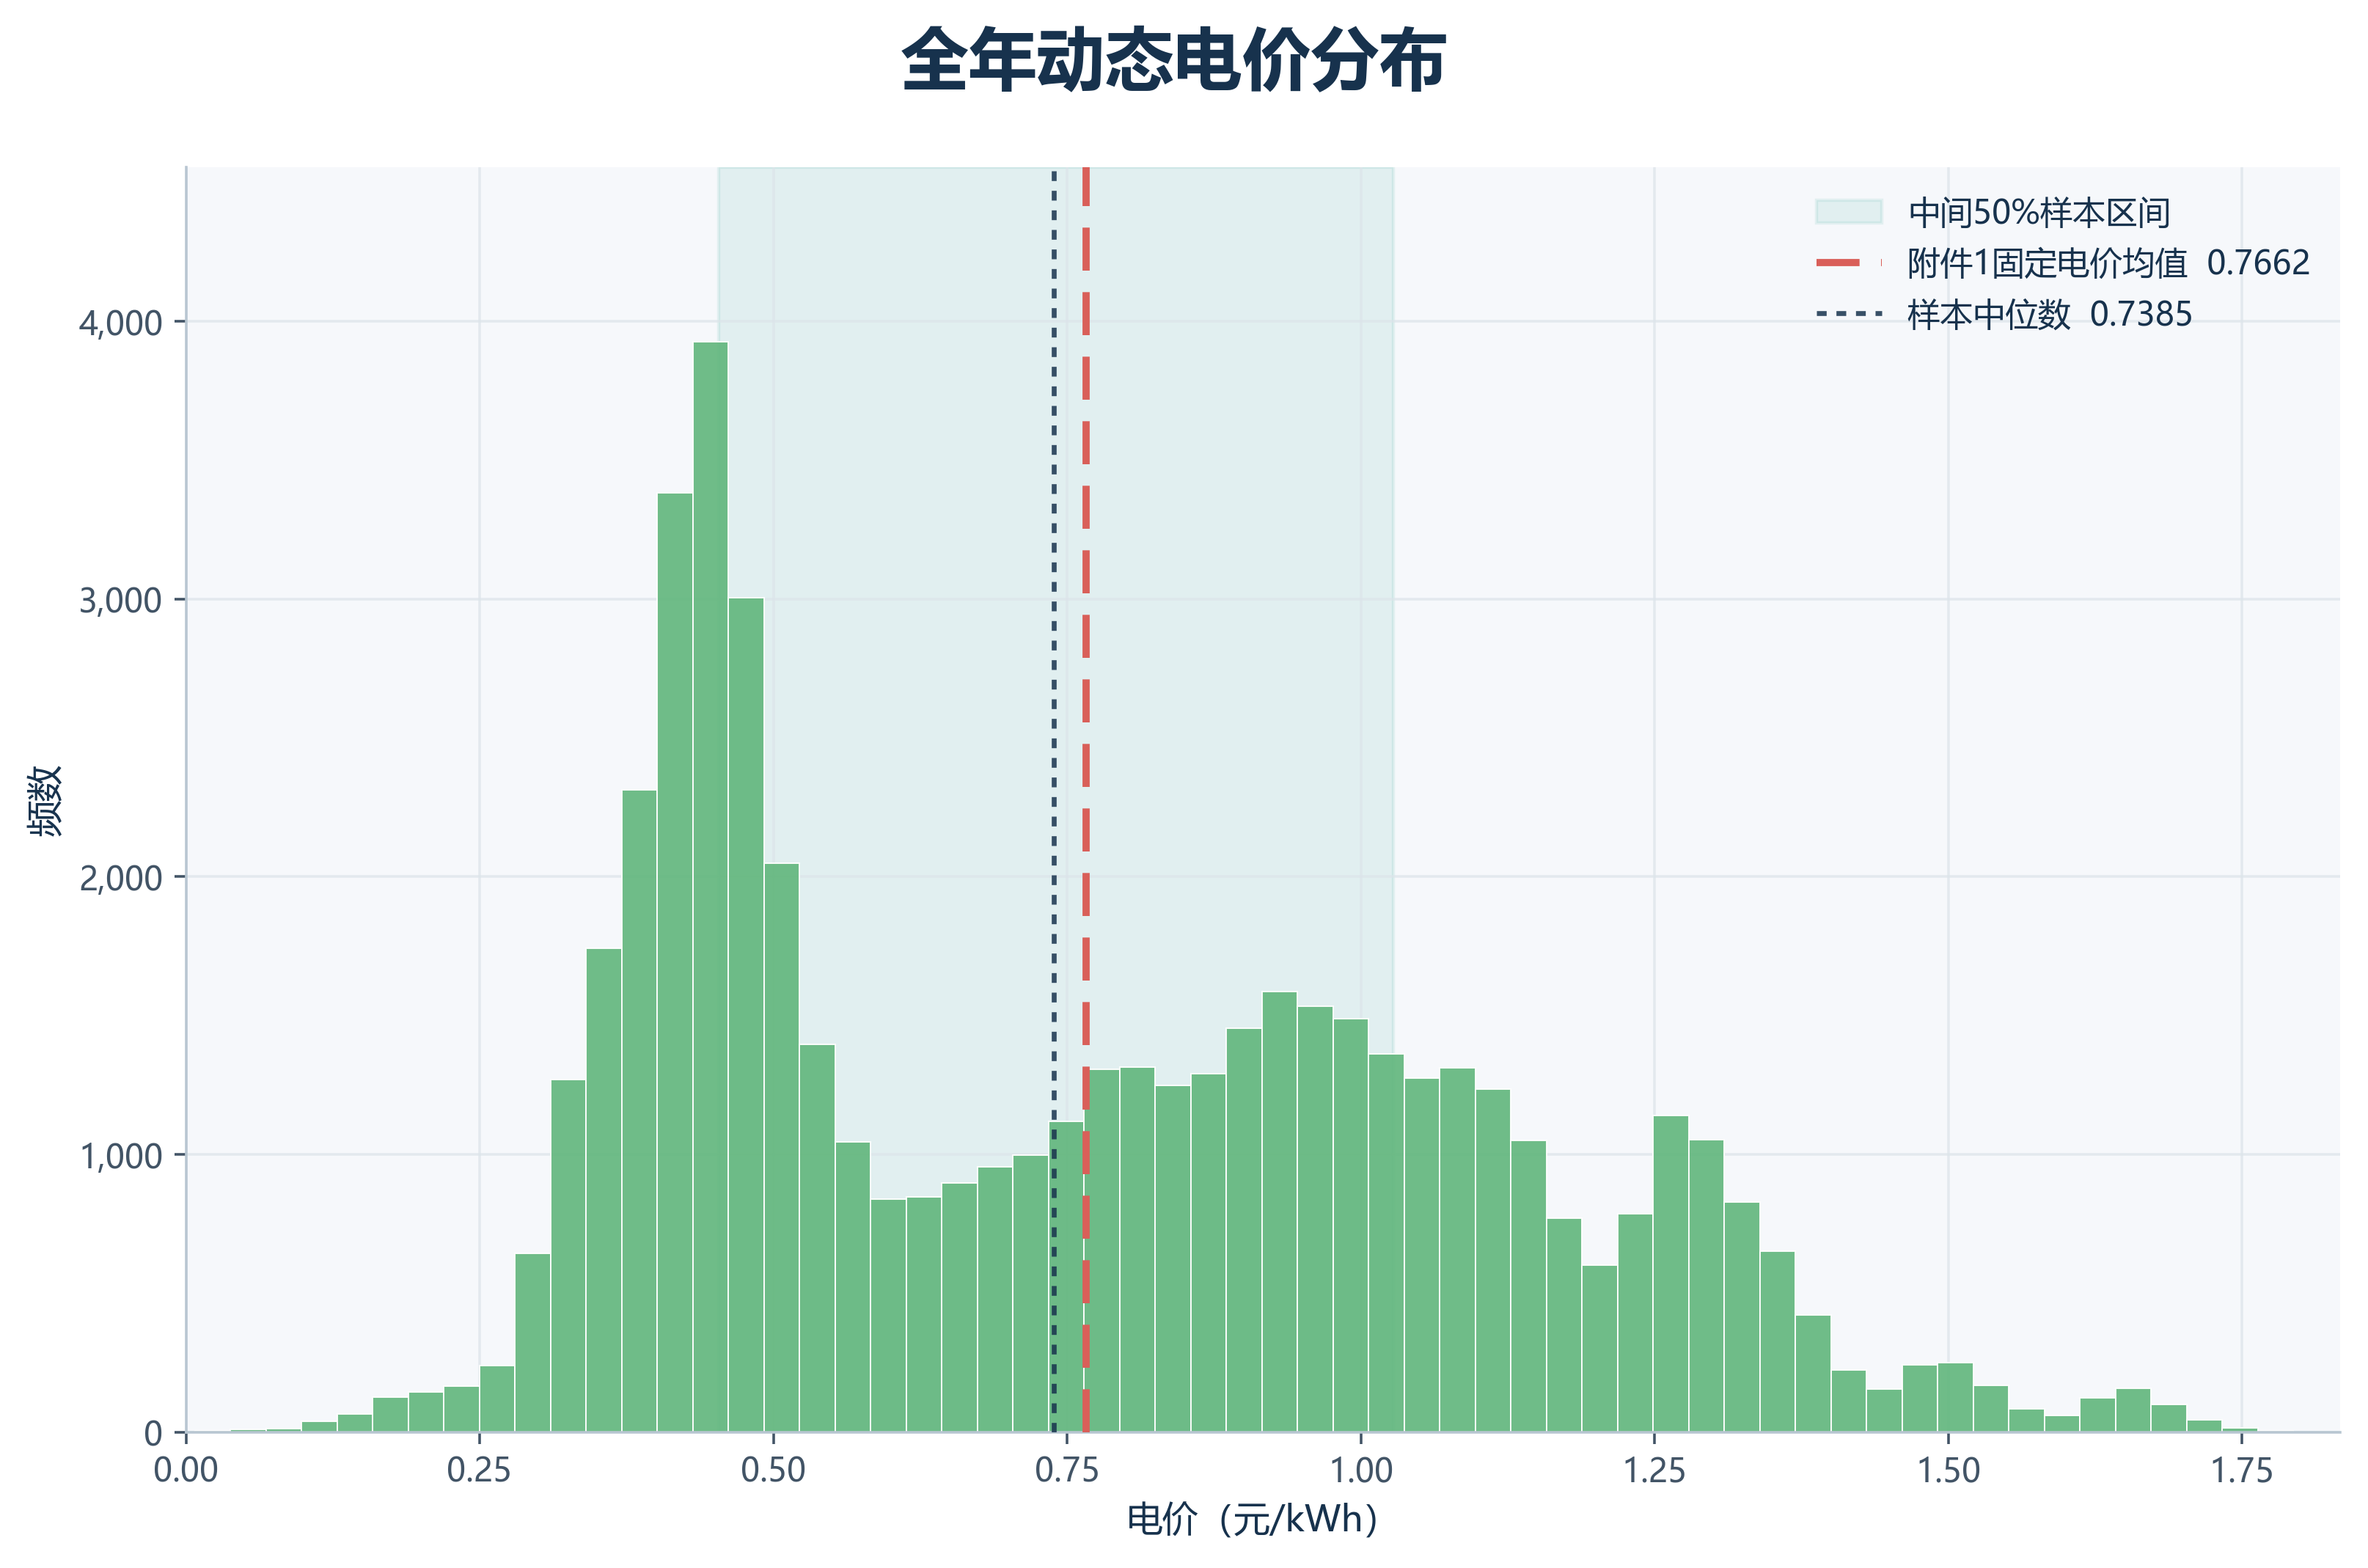 全年动态电价分布
中间50%样本区间
附件1固定电价均值 0.7662
样本中位数 0.7385
频数
4,000
3,000
2,000
1,000
0
0.00 0.25 0.50 0.75 1.00 1.25 1.50 1.75
电价 (元/kWh)